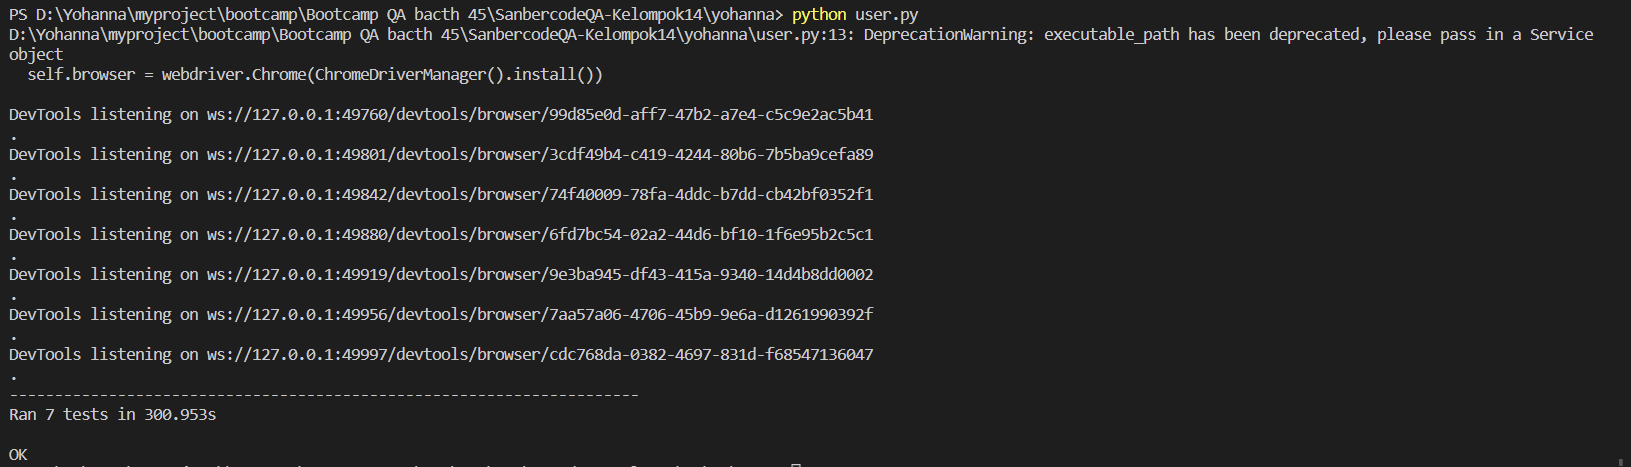 PS D:\Yohanna\myproject\bootcamp\Bootcamp QA bacth 45\SanbercodeQA-Kelompok14\yohanna> python user.py
D:\Yohanna\myproject\bootcamp\Bootcamp QA bacth 45\SanbercodeQA-Kelompok14\yohanna\user.py:13: DeprecationWarning: executable_path has been deprecated, please pass in a Service
object
  self.browser = webdriver.Chrome(ChromeDriverManager().install())

DevTools listening on ws://127.0.0.1:49760/devtools/browser/99d85e0d-aff7-47b2-a7e4-c5c9e2ac5b41
.
DevTools listening on ws://127.0.0.1:49801/devtools/browser/3cdf49b4-c419-4244-80b6-7b5ba9cefa89
.
DevTools listening on ws://127.0.0.1:49842/devtools/browser/74f40009-78fa-4ddc-b7dd-cb42bf0352f1
.
DevTools listening on ws://127.0.0.1:49880/devtools/browser/6fd7bc54-02a2-44d6-bf10-1f6e95b2c5c1
.
DevTools listening on ws://127.0.0.1:49919/devtools/browser/9e3ba945-df43-415a-9340-14d4b8dd0002
.
DevTools listening on ws://127.0.0.1:49956/devtools/browser/7aa57a06-4706-45b9-9e6a-d1261990392f
.
DevTools listening on ws://127.0.0.1:49997/devtools/browser/cdc768da-0382-4697-831d-f68547136047
.
----------------------------------------------------------------------
Ran 7 tests in 300.953s

OK